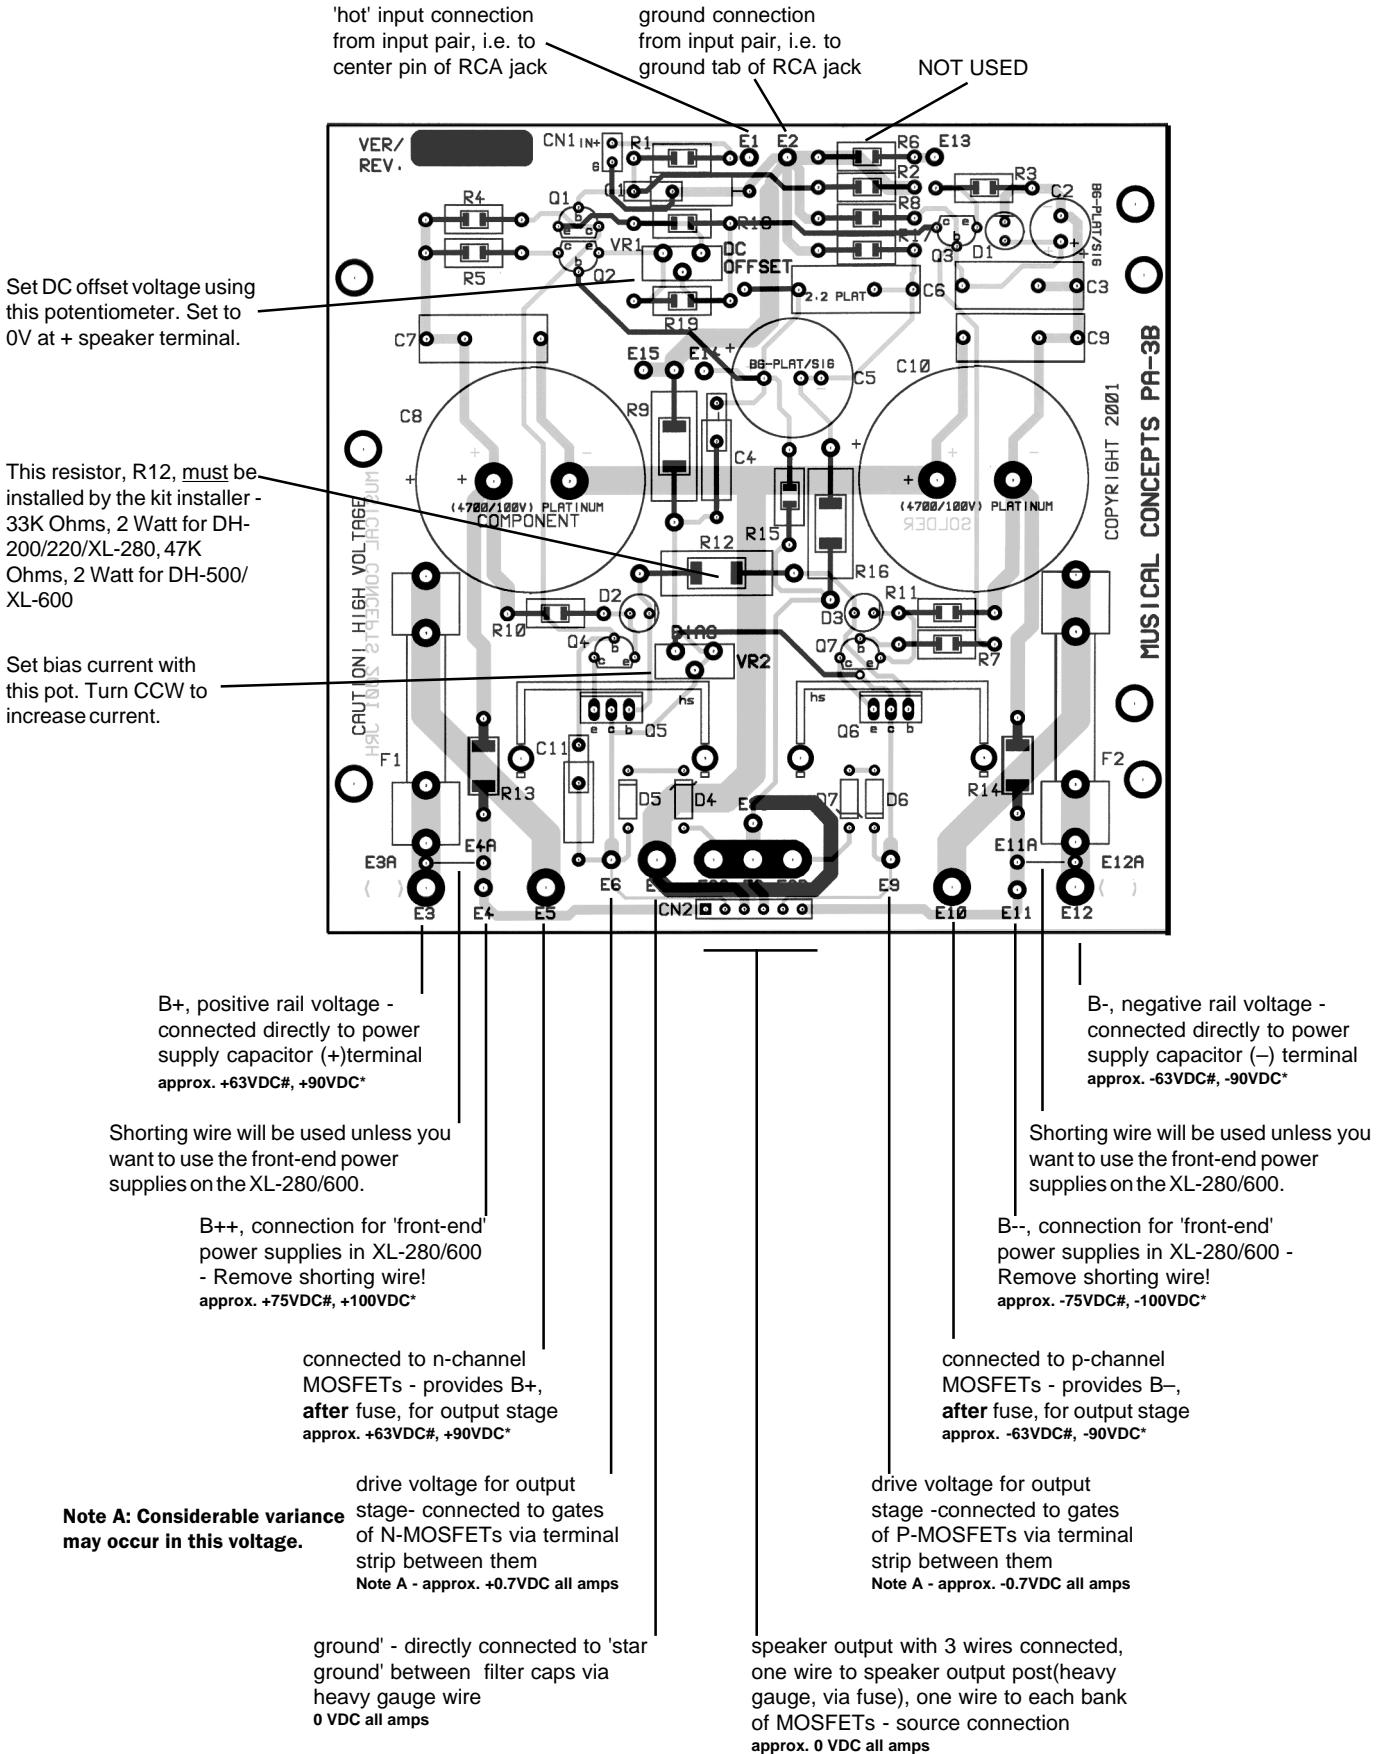 'hot' input connection
from input pair, i.e. to
center pin of RCA jack
ground connection
from input pair, i.e. to
ground tab of RCA jack
NOT USED
VER/
REV.
CN1 IN+
G
R1
E1
E2
R6
E13
R2
R3
C2
BG-PLAT/SIG
R4
Q1
R18
R8
R17
VR1
DC
OFFSET
Q3
D1
R5
Q2
Set DC offset voltage using
this potentiometer. Set to
0V at + speaker terminal.
R19
2.2 PLAT
C6
C3
C7
C9
E15
E14
BG-PLAT/SIG
C5
C10
C8
R9
C4
(4700/100V) PLATINUM
COMPONENT
(4700/100V) PLATINUM
SOLDER
COPYRIGHT 2001
MUSICAL CONCEPTS PA-3B
This resistor, R12, must be
installed by the kit installer -
33K Ohms, 2 Watt for DH-
200/220/XL-280, 47K
Ohms, 2 Watt for DH-500/
XL-600
CAUTION! HIGH VOLTAGE
MUSICAL CONCEPTS 2001 JRH
R12
R15
R16
R11
R10
D2
D3
Q4
BIAS
VR2
Q7
R7
Set bias current with
this pot. Turn CCW to
increase current.
hs
hs
e c b
Q5
Q6
e c b
F1
R13
C11
D5
D4
D7
D6
R14
F2
E3A
E4A
E11A
E12A
E3
E4
E5
E6
CN2
E9
E10
E11
E12
B+, positive rail voltage -
connected directly to power
supply capacitor (+)terminal
approx. +63VDC#, +90VDC*
B-, negative rail voltage -
connected directly to power
supply capacitor (–) terminal
approx. -63VDC#, -90VDC*
Shorting wire will be used unless you
want to use the front-end power
supplies on the XL-280/600.
Shorting wire will be used unless you
want to use the front-end power
supplies on the XL-280/600.
B++, connection for 'front-end'
power supplies in XL-280/600
- Remove shorting wire!
approx. +75VDC#, +100VDC*
B--, connection for 'front-end'
power supplies in XL-280/600 -
Remove shorting wire!
approx. -75VDC#, -100VDC*
connected to n-channel
MOSFETs - provides B+,
after fuse, for output stage
approx. +63VDC#, +90VDC*
connected to p-channel
MOSFETs - provides B–,
after fuse, for output stage
approx. -63VDC#, -90VDC*
Note A: Considerable variance
may occur in this voltage.
drive voltage for output
stage- connected to gates
of N-MOSFETs via terminal
strip between them
Note A - approx. +0.7VDC all amps
drive voltage for output
stage -connected to gates
of P-MOSFETs via terminal
strip between them
Note A - approx. -0.7VDC all amps
ground' - directly connected to 'star
ground' between filter caps via
heavy gauge wire
0 VDC all amps
speaker output with 3 wires connected,
one wire to speaker output post(heavy
gauge, via fuse), one wire to each bank
of MOSFETs - source connection
approx. 0 VDC all amps